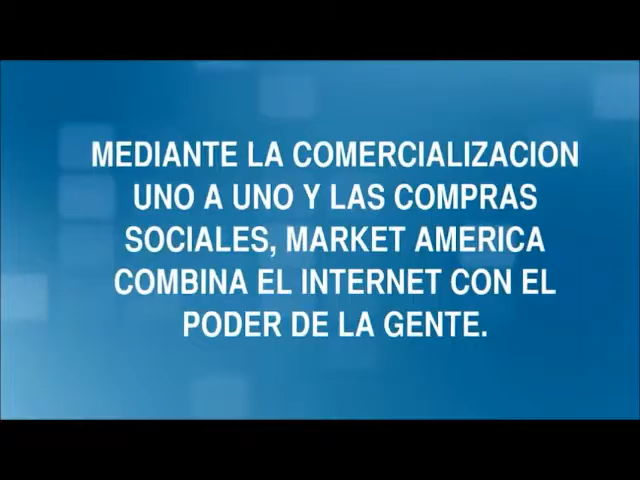 MEDIANTE LA COMERCIALIZACION
UNO A UNO Y LAS COMPRAS
SOCIALES, MARKET AMERICA
COMBINA EL INTERNET CON EL
PODER DE LA GENTE.